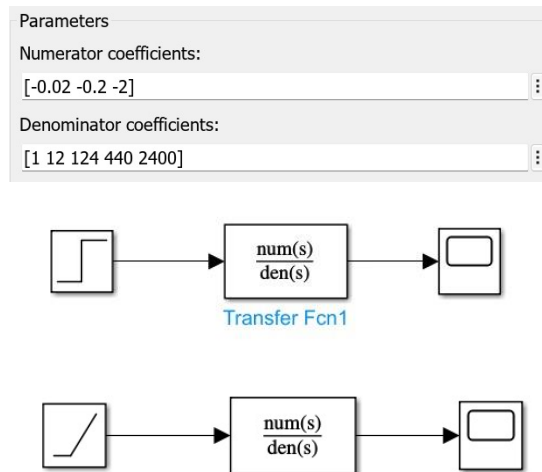 Parameters
Numerator coefficients:
[-0.02 -0.2 -2]
Denominator coefficients:
[1 12 124 440 2400]
num(s)
den(s)
Transfer Fcn1
num(s)
den(s)